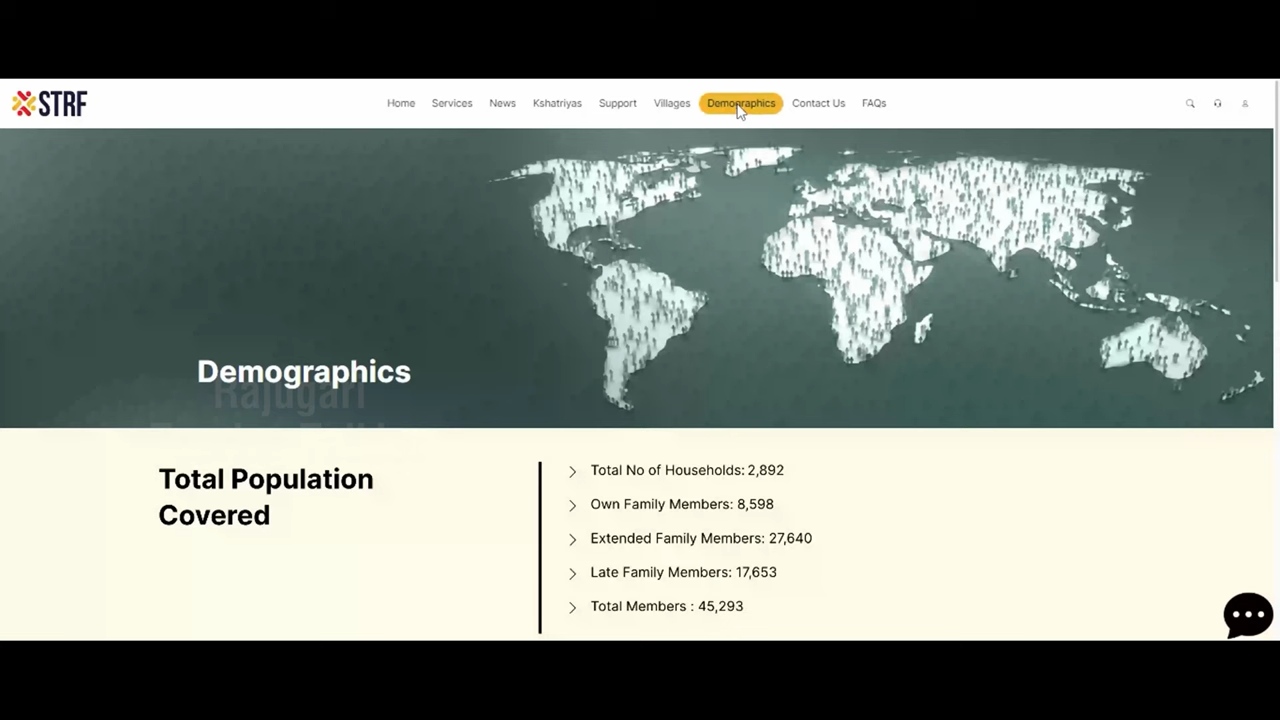 STRF
Home Services News Kshatriyas Support Villages Demographics Contact Us FAQs
Demographics
Rajugari
Total Population
Covered
Total No of Households: 2,892
Own Family Members: 8,598
Extended Family Members: 27,640
Late Family Members: 17,653
Total Members : 45,293